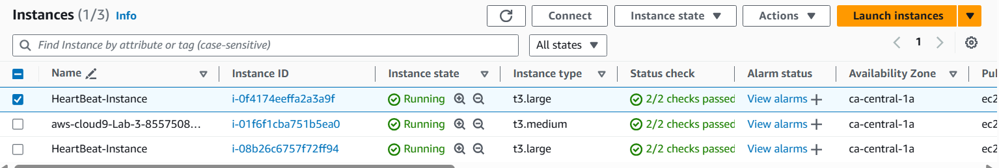 Instances (1/3) Info Connect Instance state Actions Launch instances
Find Instance by attribute or tag (case-sensitive) All states 1
Name Instance ID Instance state Instance type Status check Alarm status Availability Zone Pul
HeartBeat-Instance i-0f4174eeffa2a3a9f Running t3.large 2/2 checks passed View alarms + ca-central-1a ec2
aws-cloud9-Lab-3-8557508... i-01f6f1cba751b5ea0 Running t3.medium 2/2 checks passed View alarms + ca-central-1a ec2
HeartBeat-Instance i-08b26c6757f72ff94 Running t3.large 2/2 checks passed View alarms + ca-central-1a ec2